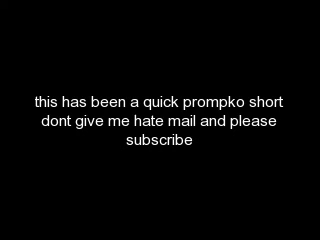 this has been a quick prompko short
dont give me hate mail and please
subscribe